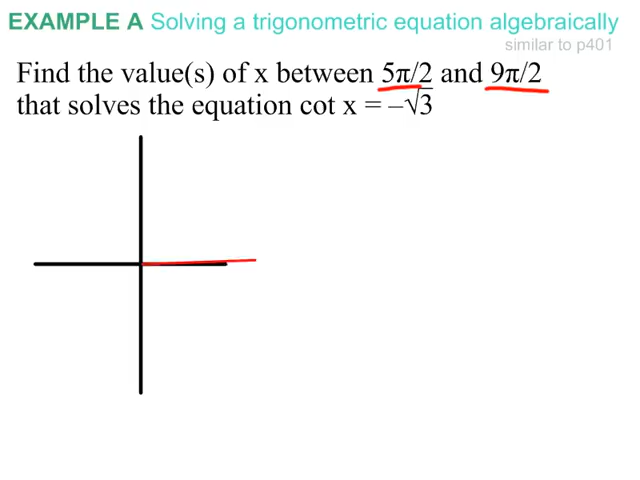 EXAMPLE A Solving a trigonometric equation algebraically
similar to p401
Find the value(s) of x between 5π/2 and 9π/2
that solves the equation cot x = –√3